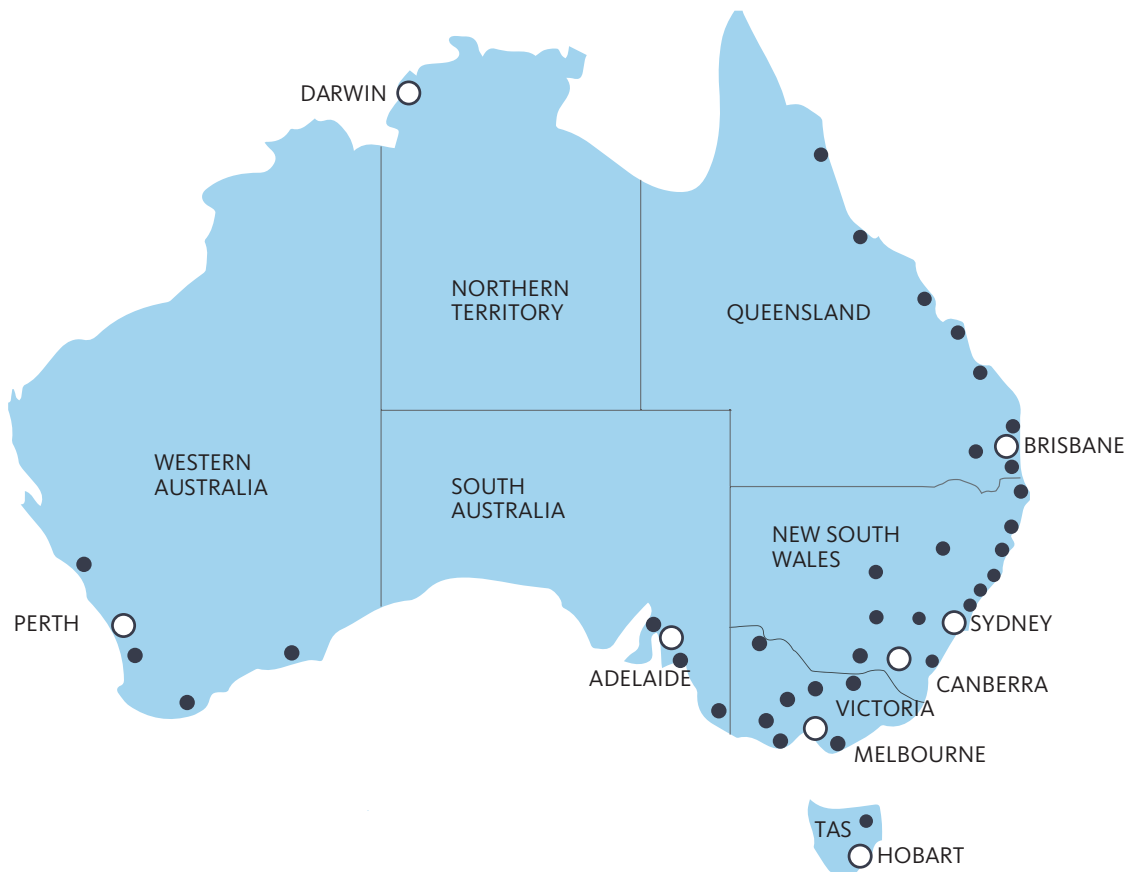 DARWIN
NORTHERN
TERRITORY
QUEENSLAND
BRISBANE
WESTERN
AUSTRALIA
SOUTH
AUSTRALIA
NEW SOUTH
WALES
PERTH
SYDNEY
ADELAIDE
CANBERRA
VICTORIA
MELBOURNE
TAS
HOBART